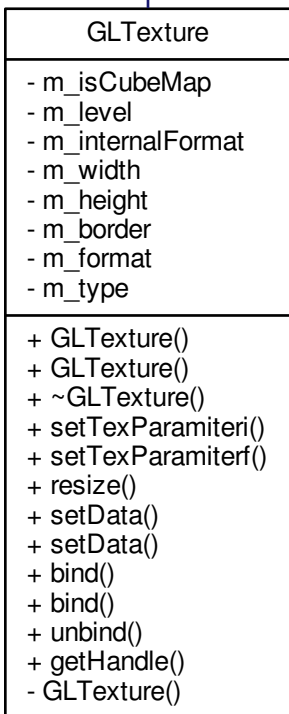 GLTexture
- m_isCubeMap
- m_level
- m_internalFormat
- m_width
- m_height
- m_border
- m_format
- m_type
+ GLTexture()
+ GLTexture()
+ ~GLTexture()
+ setTexParamiteri()
+ setTexParamiterf()
+ resize()
+ setData()
+ setData()
+ bind()
+ bind()
+ unbind()
+ getHandle()
- GLTexture()